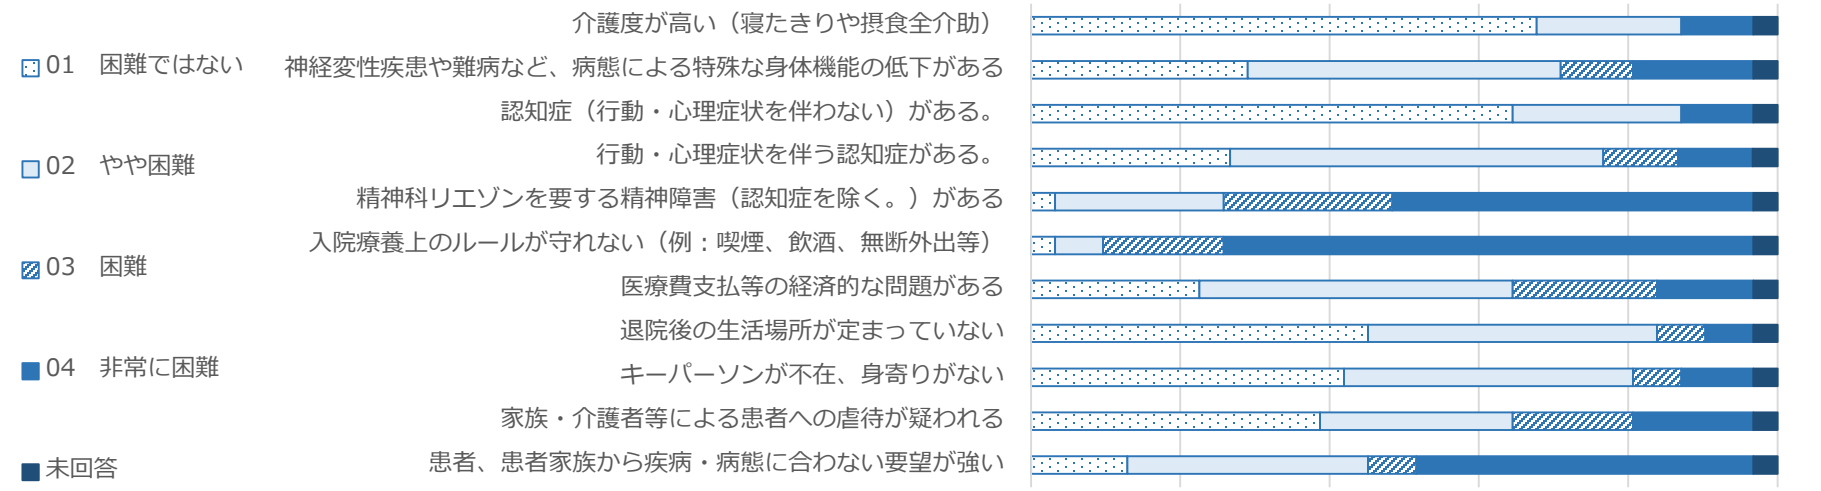 01　困難ではない
02　やや困難
03　困難
04　非常に困難
未回答
介護度が高い（寝たきりや摂食全介助）
神経変性疾患や難病など、病態による特殊な身体機能の低下がある
認知症（行動・心理症状を伴わない）がある。
行動・心理症状を伴う認知症がある。
精神科リエゾンを要する精神障害（認知症を除く。）がある
入院療養上のルールが守れない（例：喫煙、飲酒、無断外出等）
医療費支払等の経済的な問題がある
退院後の生活場所が定まっていない
キーパーソンが不在、身寄りがない
家族・介護者等による患者への虐待が疑われる
患者、患者家族から疾病・病態に合わない要望が強い